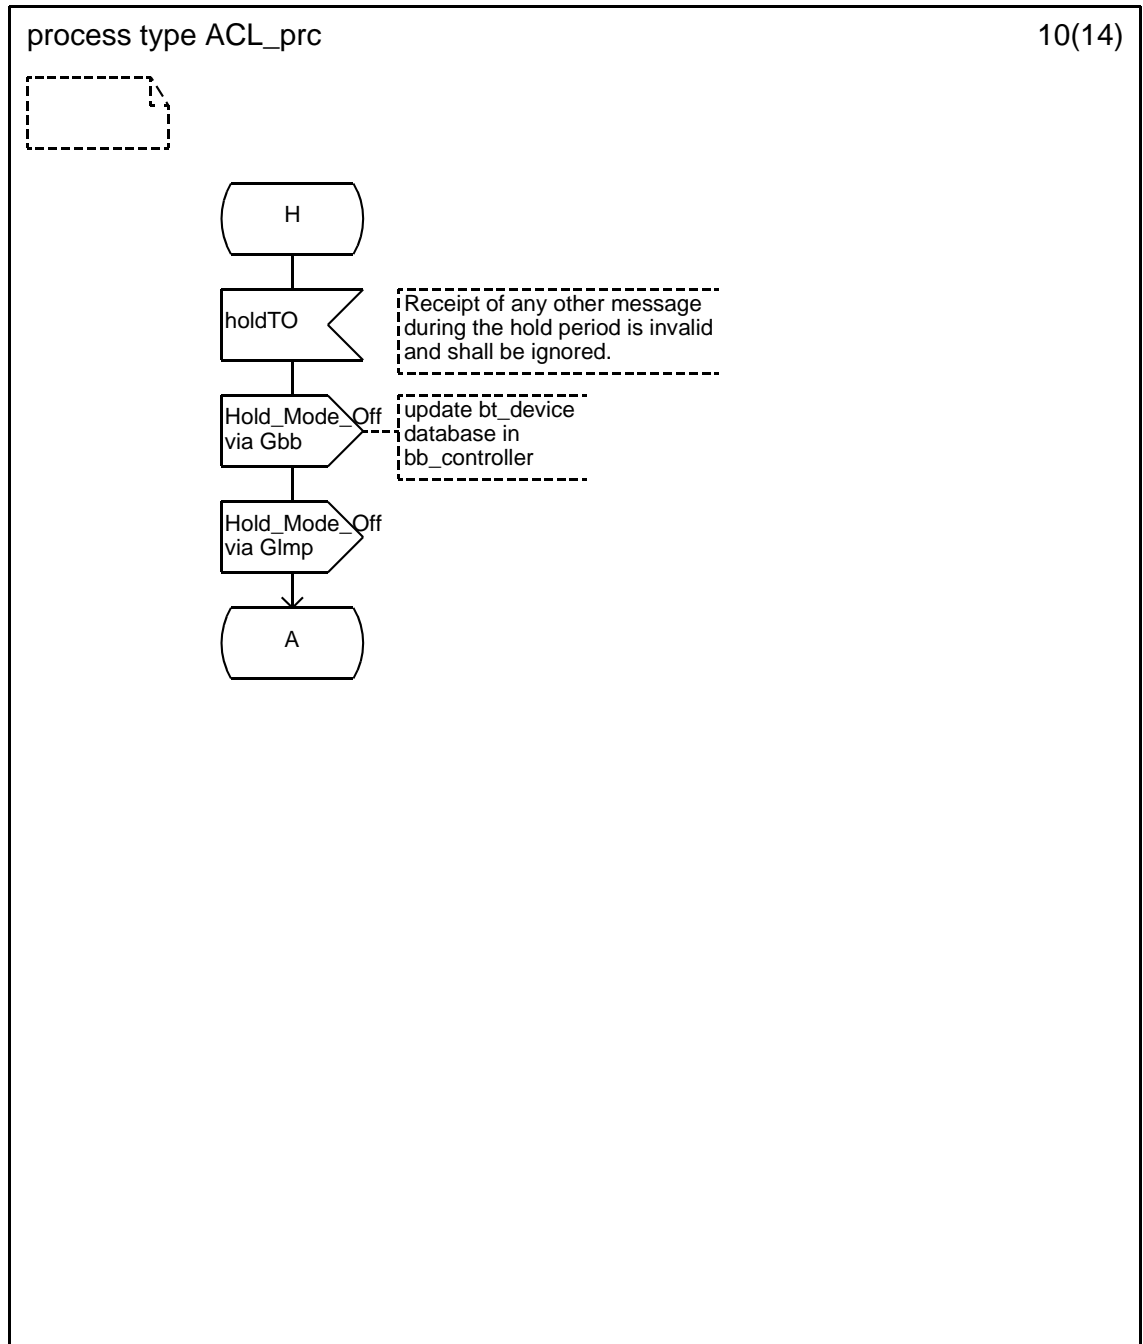 process type ACL_prc
10(14)
H
holdTO
Receipt of any other message
during the hold period is invalid
and shall be ignored.
Hold_Mode_Off
via Gbb
update bt_device
database in
bb_controller
Hold_Mode_Off
via Glmp
A